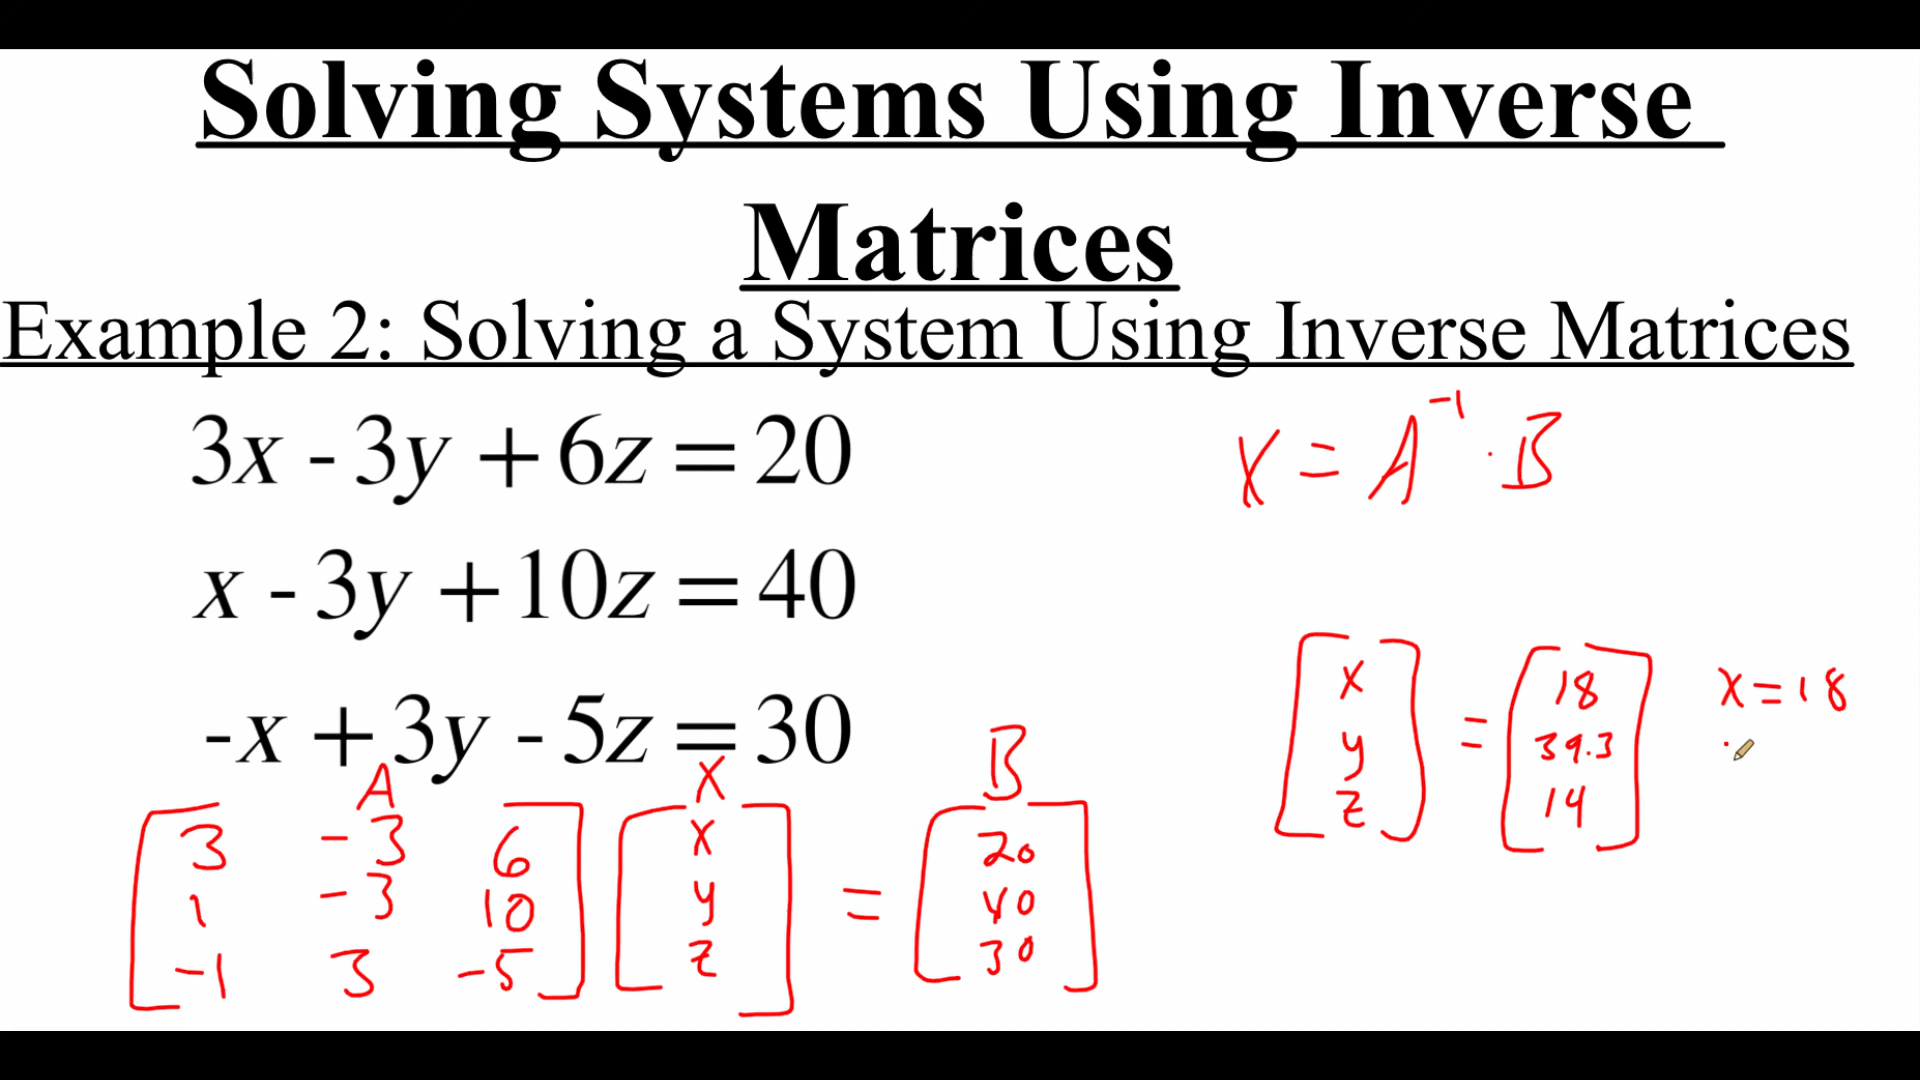 Solving Systems Using Inverse
Matrices
Example 2: Solving a System Using Inverse Matrices
3x - 3y + 6z = 20
x - 3y + 10z = 40
-x + 3y - 5z = 30
X = A⁻¹ · B
A X B
3 -3 6 x 20
1 -3 10 y = 40
-1 3 -5 z 30
x 18 x = 18
y = 39.3
z 14